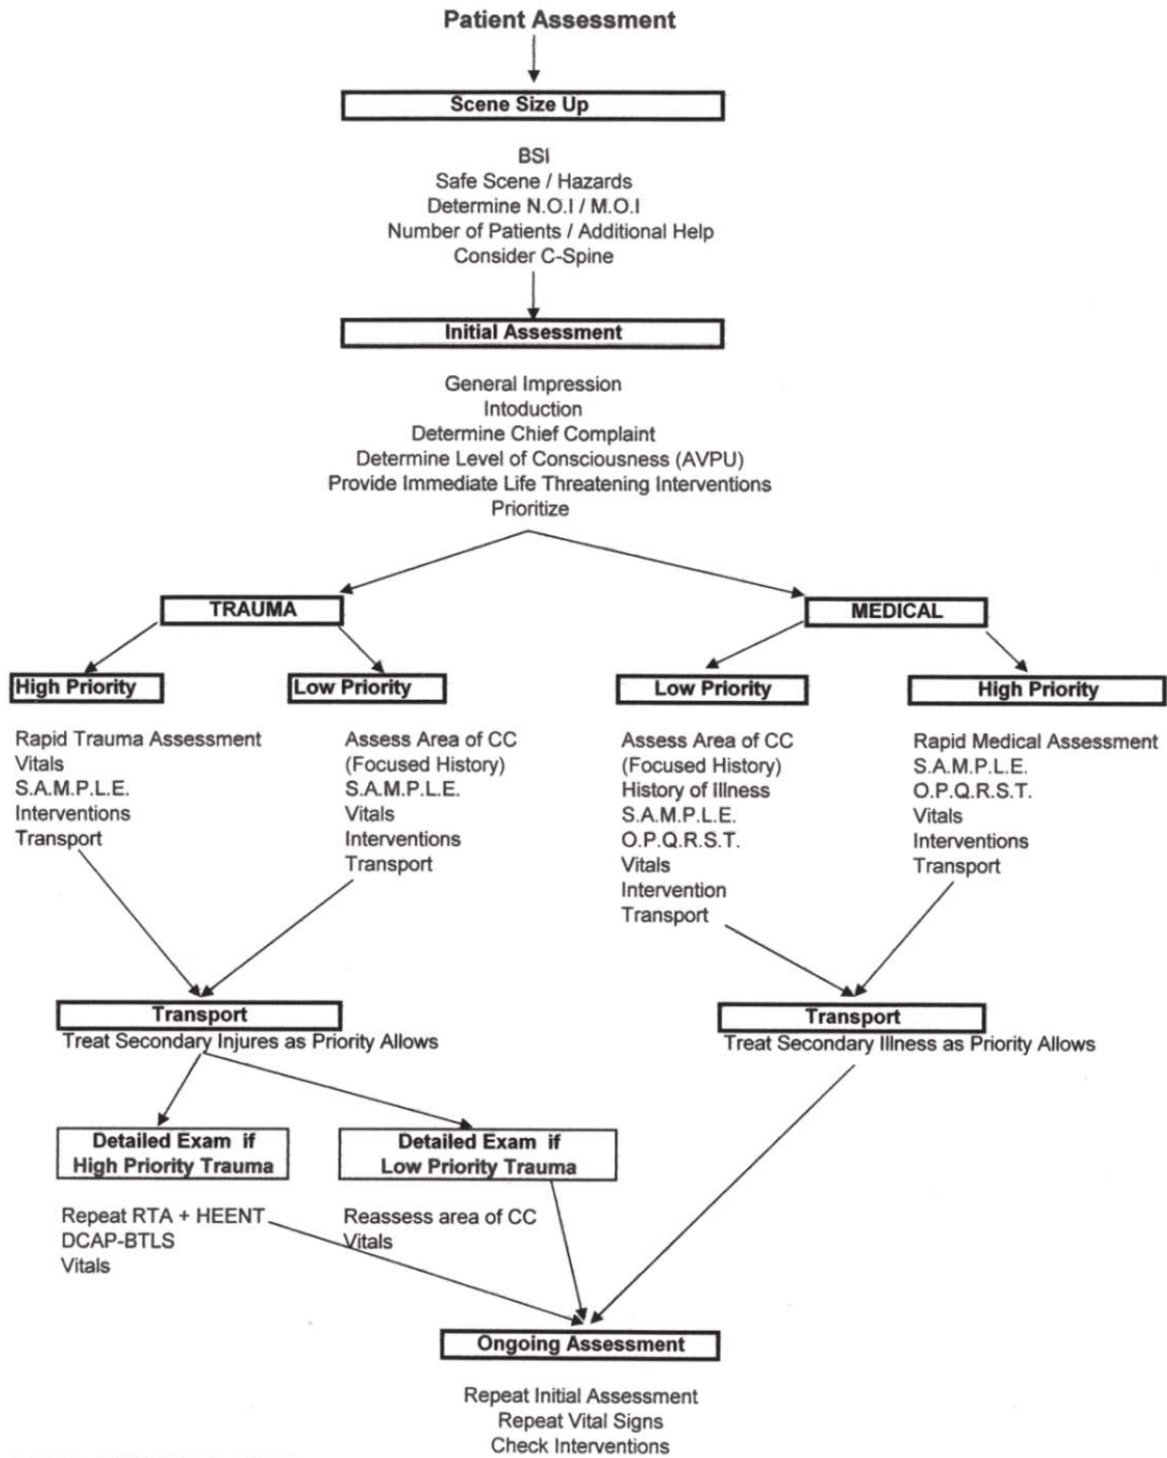 Patient Assessment
Scene Size Up
BSI
Safe Scene / Hazards
Determine N.O.I / M.O.I
Number of Patients / Additional Help
Consider C-Spine
Initial Assessment
General Impression
Intoduction
Determine Chief Complaint
Determine Level of Consciousness (AVPU)
Provide Immediate Life Threatening Interventions
Prioritize
TRAUMA
High Priority
Rapid Trauma Assessment
Vitals
S.A.M.P.L.E.
Interventions
Transport
Low Priority
Assess Area of CC
(Focused History)
S.A.M.P.L.E.
Vitals
Interventions
Transport
MEDICAL
Low Priority
Assess Area of CC
(Focused History)
History of Illness
S.A.M.P.L.E.
O.P.Q.R.S.T.
Vitals
Intervention
Transport
High Priority
Rapid Medical Assessment
S.A.M.P.L.E.
O.P.Q.R.S.T.
Vitals
Interventions
Transport
Transport
Treat Secondary Injures as Priority Allows
Transport
Treat Secondary Illness as Priority Allows
Detailed Exam if
High Priority Trauma
Repeat RTA + HEENT
DCAP-BTLS
Vitals
Detailed Exam if
Low Priority Trauma
Reassess area of CC
Vitals
Ongoing Assessment
Repeat Initial Assessment
Repeat Vital Signs
Check Interventions